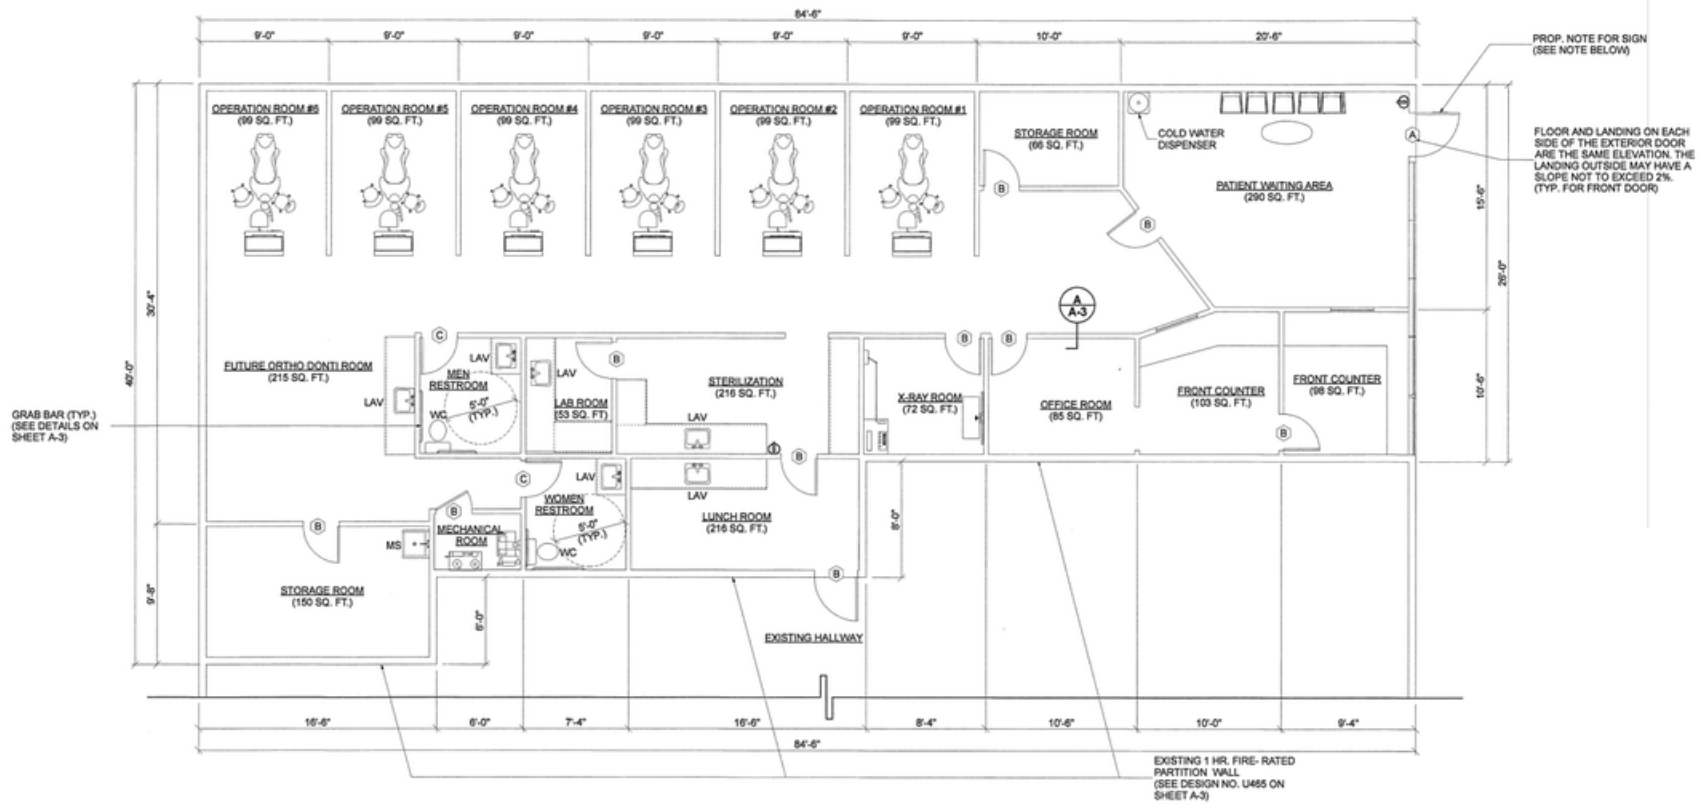 84'-6"
9'-0"
9'-0"
9'-0"
9'-0"
9'-0"
9'-0"
10'-0"
20'-6"
PROP. NOTE FOR SIGN
(SEE NOTE BELOW)
OPERATION ROOM #6
(99 SQ. FT.)
OPERATION ROOM #5
(99 SQ. FT.)
OPERATION ROOM #4
(99 SQ. FT.)
OPERATION ROOM #3
(99 SQ. FT.)
OPERATION ROOM #2
(99 SQ. FT.)
OPERATION ROOM #1
(99 SQ. FT.)
STORAGE ROOM
(66 SQ. FT.)
B
COLD WATER
DISPENSER
A
FLOOR AND LANDING ON EACH
SIDE OF THE EXTERIOR DOOR
ARE THE SAME ELEVATION. THE
LANDING OUTSIDE MAY HAVE A
SLOPE NOT TO EXCEED 2%.
(TYP. FOR FRONT DOOR)
PATIENT WAITING AREA
(290 SQ. FT.)
B
15'-6"
26'-0"
10'-6"
30'-4"
40'-0"
9'-8"
A
A-3
FUTURE ORTHO DONTI ROOM
(215 SQ. FT.)
LAV
C
LAV
MEN
RESTROOM
WC
5'-0"
(TYP.)
LAV
B
LAB ROOM
(53 SQ. FT)
STERILIZATION
(216 SQ. FT.)
LAV
B
X-RAY ROOM
(72 SQ. FT.)
B
B
OFFICE ROOM
(85 SQ. FT)
FRONT COUNTER
(103 SQ. FT.)
FRONT COUNTER
(98 SQ. FT.)
B
GRAB BAR (TYP.)
(SEE DETAILS ON
SHEET A-3)
C
LAV
WOMEN
RESTROOM
5'-0"
(TYP.)
WC
LAV
LUNCH ROOM
(216 SQ. FT.)
8'-0"
B
B
MECHANICAL
ROOM
MS
STORAGE ROOM
(150 SQ. FT.)
6'-0"
B
EXISTING HALLWAY
16'-6"
6'-0"
7'-4"
16'-6"
8'-4"
10'-6"
10'-0"
9'-4"
84'-6"
EXISTING 1 HR. FIRE- RATED
PARTITION WALL
(SEE DESIGN NO. U465 ON
SHEET A-3)